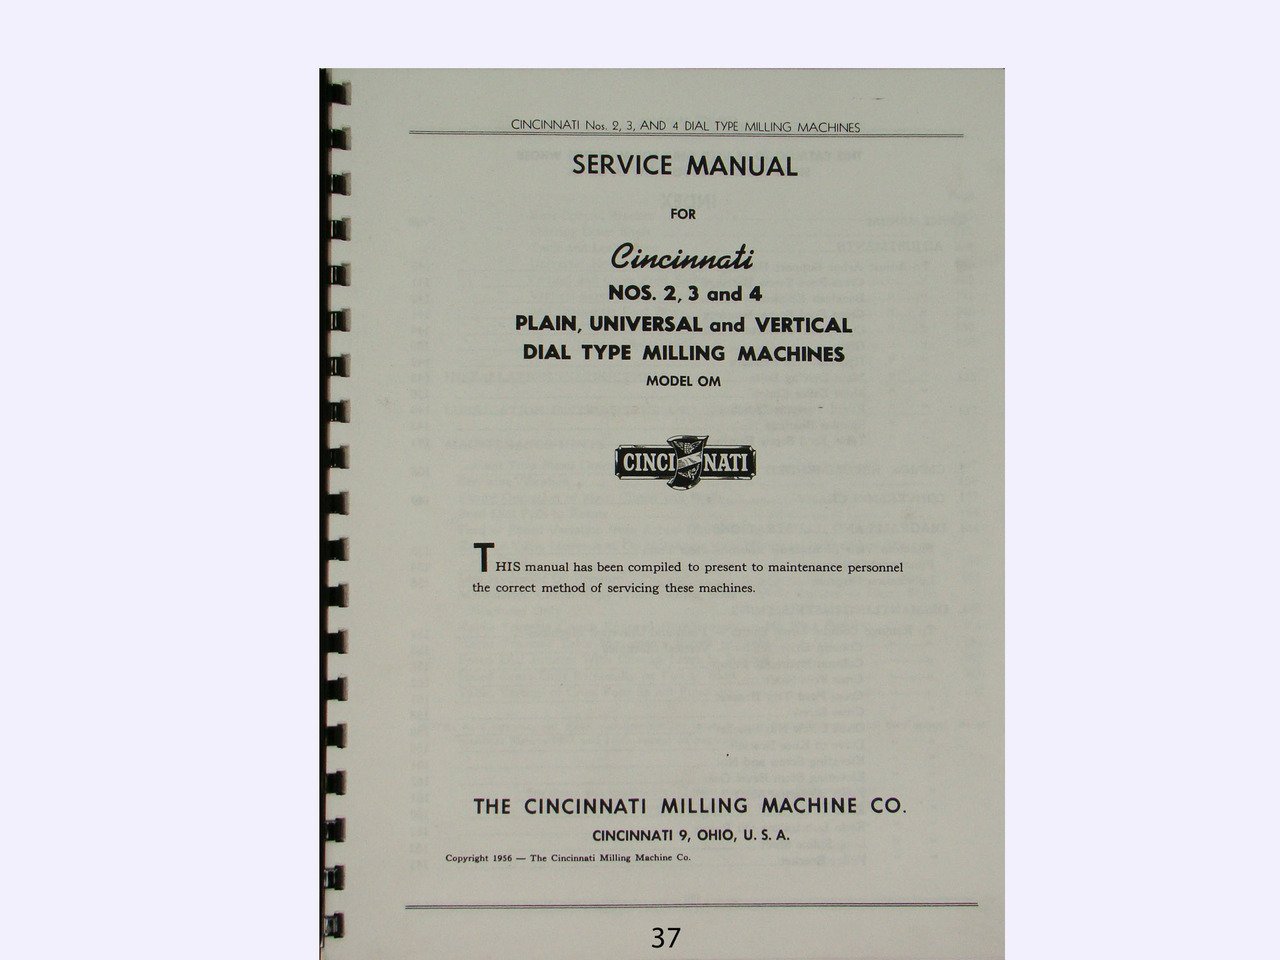 CINCINNATI Nos. 2, 3, AND 4 DIAL TYPE MILLING MACHINES
SERVICE MANUAL
FOR
Cincinnati
NOS. 2, 3 and 4
PLAIN, UNIVERSAL and VERTICAL
DIAL TYPE MILLING MACHINES
MODEL OM
CINCINNATI
THIS manual has been compiled to present to maintenance personnel
the correct method of servicing these machines.
THE CINCINNATI MILLING MACHINE CO.
CINCINNATI 9, OHIO, U. S. A.
Copyright 1956 — The Cincinnati Milling Machine Co.
37